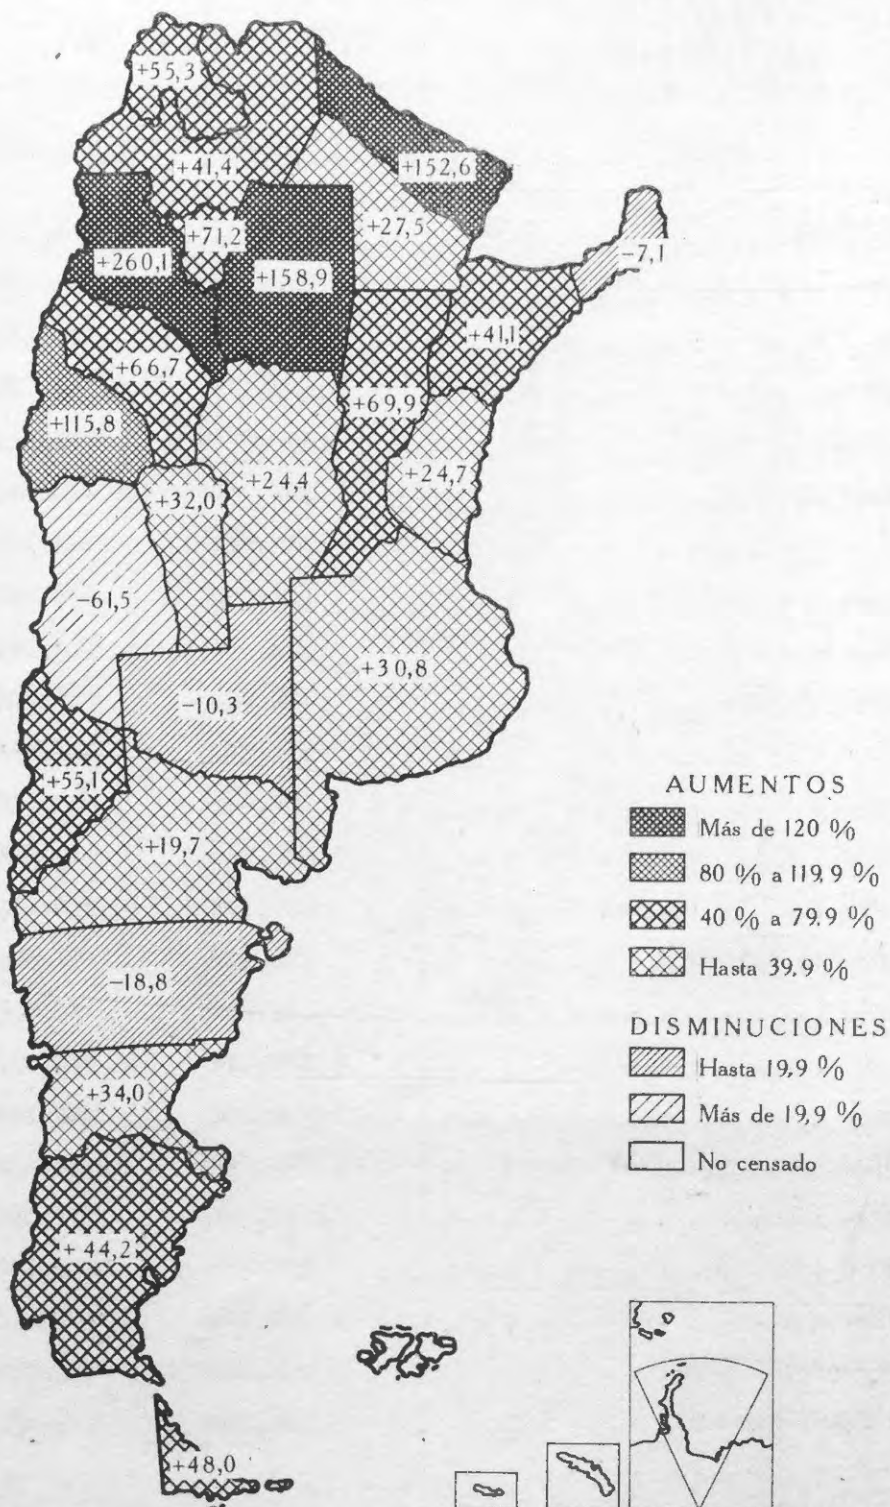 +55,3
+41,4
+152,6
+71,2
+27,5
+260,1
+158,9
-7,1
+41,1
+66,7
+69,9
+115,8
+24,4
+24,7
+32,0
-61,5
+30,8
-10,3
+55,1
+19,7
-18,8
+34,0
+44,2
+48,0
AUMENTOS
Más de 120 %
80 % a 119,9 %
40 % a 79,9 %
Hasta 39,9 %
DISMINUCIONES
Hasta 19,9 %
Más de 19,9 %
No censado